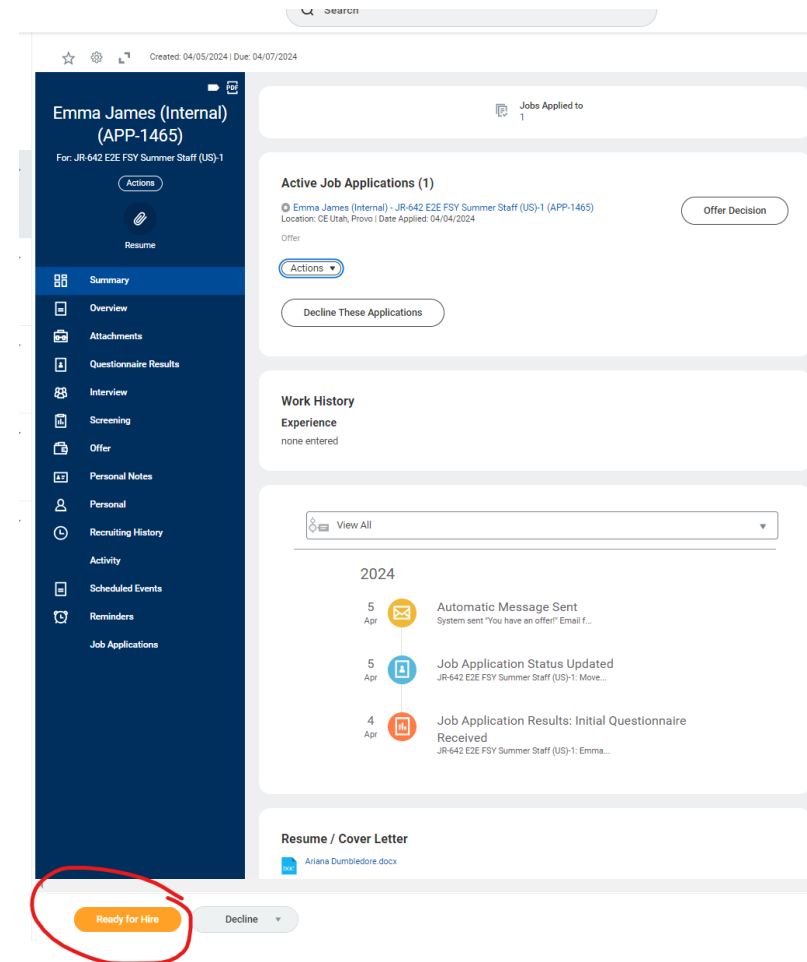 Search
Created: 04/05/2024 | Due: 04/07/2024
PDF
Emma James (Internal)
(APP-1465)
For: JR-642 E2E FSY Summer Staff (US)-1
Actions
Resume
Summary
Overview
Attachments
Questionnaire Results
Interview
Screening
Offer
Personal Notes
Personal
Recruiting History
Activity
Scheduled Events
Reminders
Job Applications
Jobs Applied to
1
Active Job Applications (1)
Emma James (Internal) - JR-642 E2E FSY Summer Staff (US)-1 (APP-1465)
Location: CE Utah, Provo | Date Applied: 04/04/2024
Offer
Offer Decision
Actions
Decline These Applications
Work History
Experience
none entered
View All
2024
5
Apr
Automatic Message Sent
System sent "You have an offer!" Email f...
5
Apr
Job Application Status Updated
JR-642 E2E FSY Summer Staff (US)-1: Move...
4
Apr
Job Application Results: Initial Questionnaire
Received
JR-642 E2E FSY Summer Staff (US)-1: Emma...
Resume / Cover Letter
DOC
Ariana Dumbledore.docx
Ready for Hire
Decline